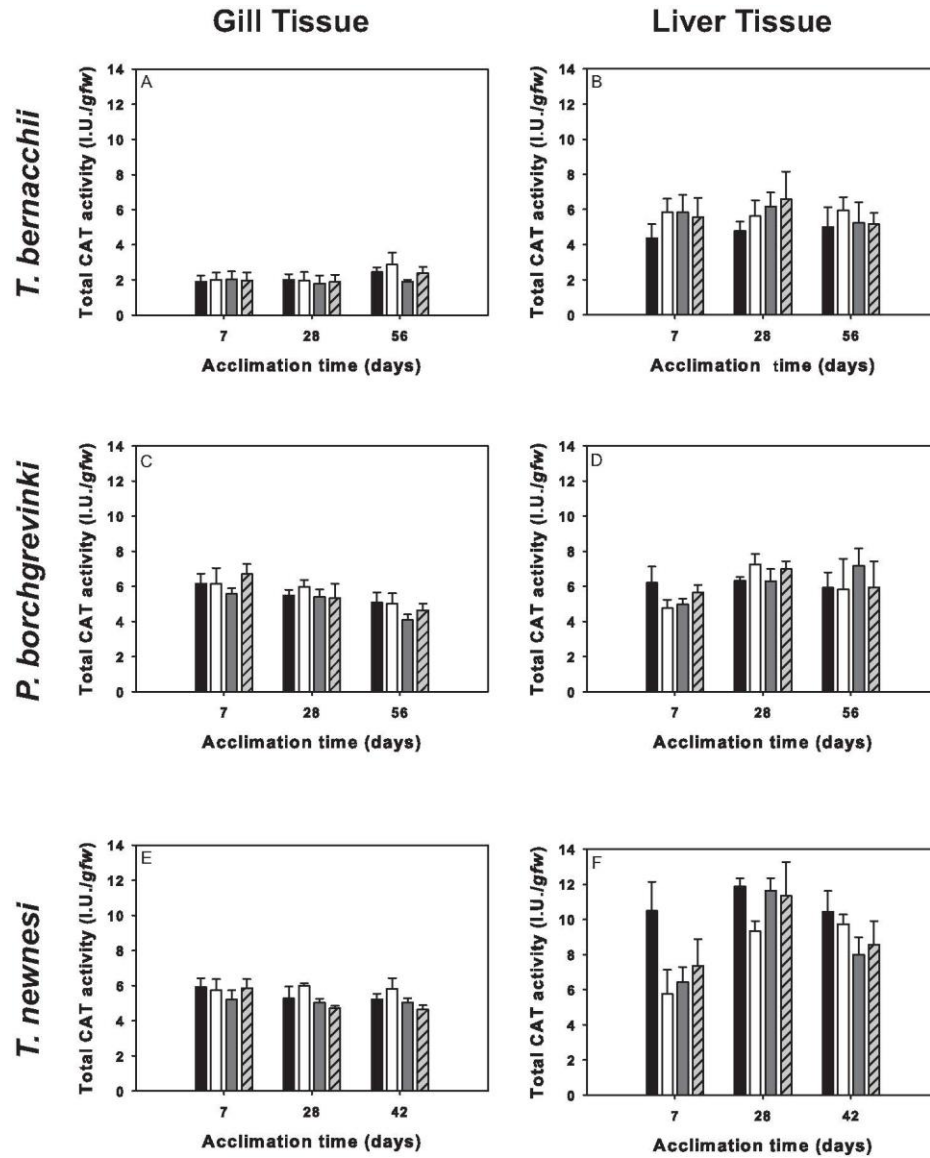 Gill Tissue
Liver Tissue
T. bernacchii
A
Total CAT activity (I.U./gfw)
14
12
10
8
6
4
2
0
7 28 56
Acclimation time (days)
B
Total CAT activity (I.U./gfw)
14
12
10
8
6
4
2
0
7 28 56
Acclimation time (days)
P. borchgrevinki
C
Total CAT activity (I.U./gfw)
14
12
10
8
6
4
2
0
7 28 56
Acclimation time (days)
D
Total CAT activity (I.U./gfw)
14
12
10
8
6
4
2
0
7 28 56
Acclimation time (days)
T. newnesi
E
Total CAT activity (I.U./gfw)
14
12
10
8
6
4
2
0
7 28 42
Acclimation time (days)
F
Total CAT activity (I.U./gfw)
14
12
10
8
6
4
2
0
7 28 42
Acclimation time (days)